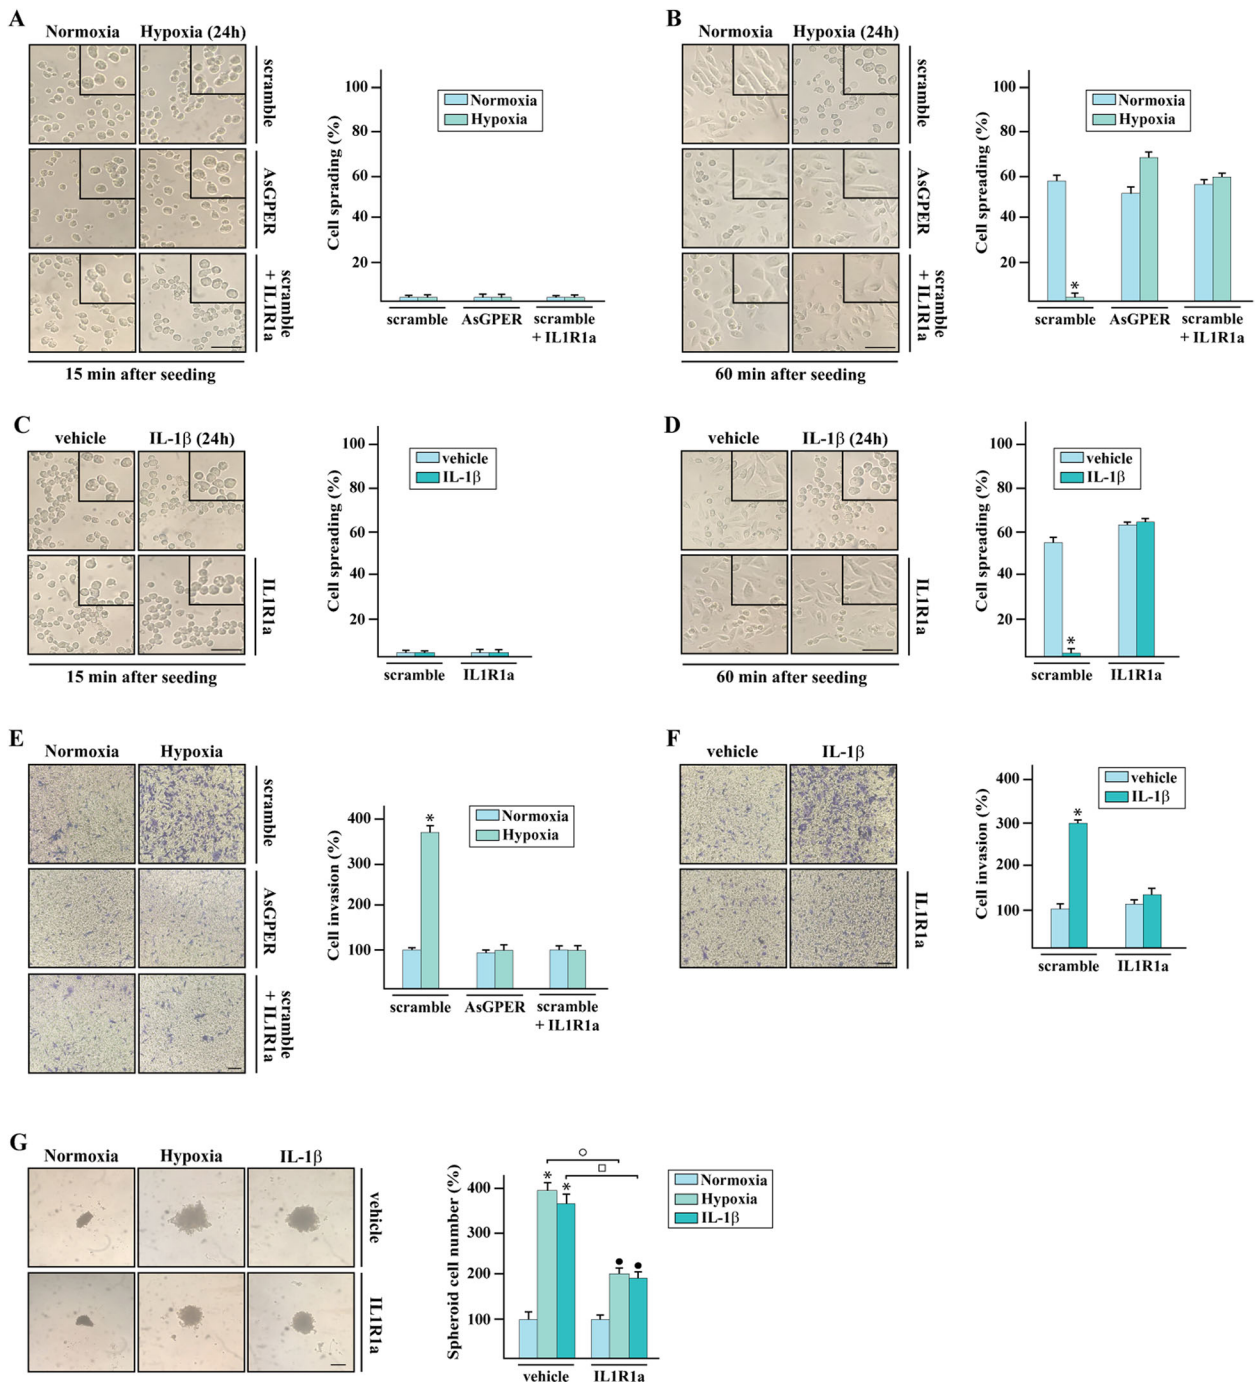 A
Normoxia Hypoxia (24h)
scramble
AsGPER
scramble
+ IL1R1a
15 min after seeding
Cell sprading (%)
100
80
60
40
20
Normoxia
Hypoxia
scramble AsGPER scramble
+ IL1R1a
B
Normoxia Hypoxia (24h)
scramble
AsGPER
scramble
+ IL1R1a
60 min after seeding
Cell spreading (%)
100
80
60
40
20
Normoxia
Hypoxia
*
scramble AsGPER scramble
+ IL1R1a
C
vehicle IL-1β (24h)
IL1R1a
15 min after seeding
Cell spreading (%)
100
80
60
40
20
vehicle
IL-1β
scramble IL1R1a
D
vehicle IL-1β (24h)
IL1R1a
60 min after seeding
Cell spreading (%)
100
80
60
40
20
vehicle
IL-1β
*
scramble IL1R1a
E
Normoxia Hypoxia
scramble
AsGPER
scramble
+ IL1R1a
Cell invasion (%)
400
300
200
100
Normoxia
Hypoxia
*
scramble AsGPER scramble
+ IL1R1a
F
vehicle IL-1β
IL1R1a
Cell invasion (%)
400
300
200
100
vehicle
IL-1β
*
scramble IL1R1a
G
Normoxia Hypoxia IL-1β
vehicle
IL1R1a
Spheroid cell number (%)
400
300
200
100
○
□
* *
● ●
Normoxia
Hypoxia
IL-1β
vehicle IL1R1a